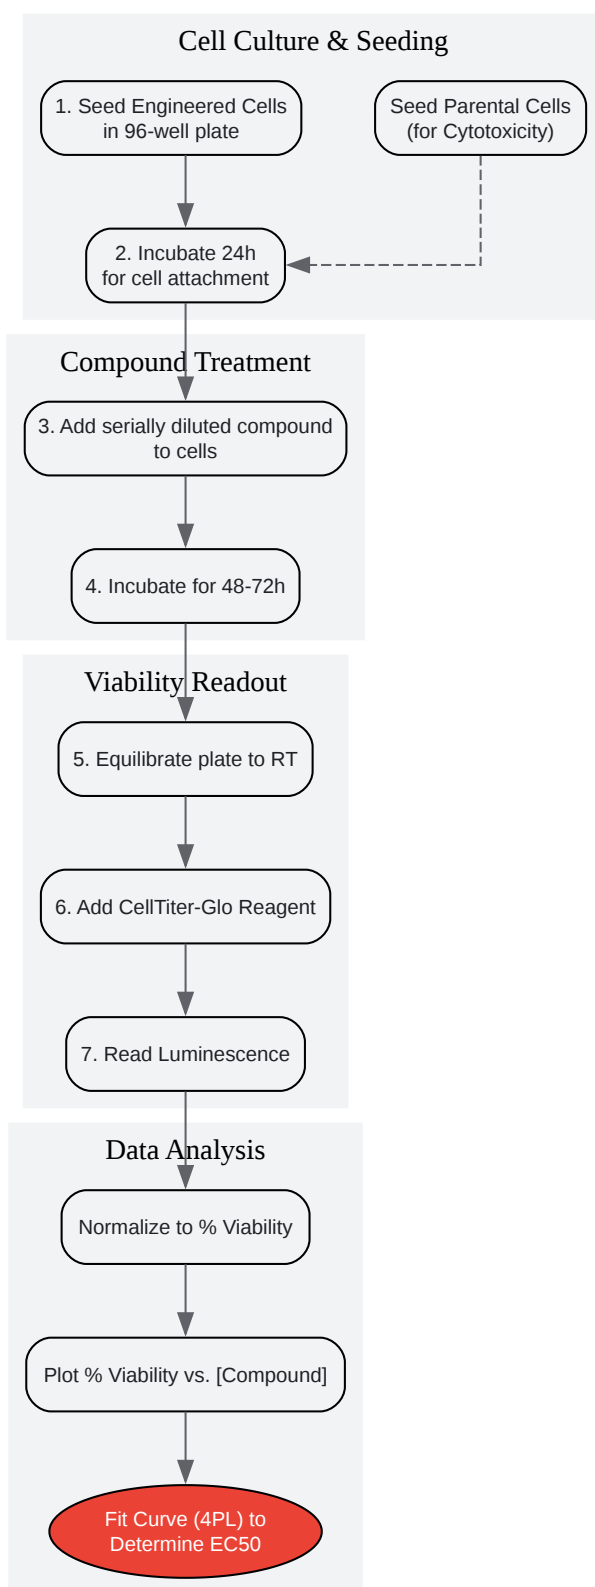 Cell Culture & Seeding
1. Seed Engineered Cells
in 96-well plate
Seed Parental Cells
(for Cytotoxicity)
2. Incubate 24h
for cell attachment
Compound Treatment
3. Add serially diluted compound
to cells
4. Incubate for 48-72h
Viability Readout
5. Equilibrate plate to RT
6. Add CellTiter-Glo Reagent
7. Read Luminescence
Data Analysis
Normalize to % Viability
Plot % Viability vs. [Compound]
Fit Curve (4PL) to
Determine EC50